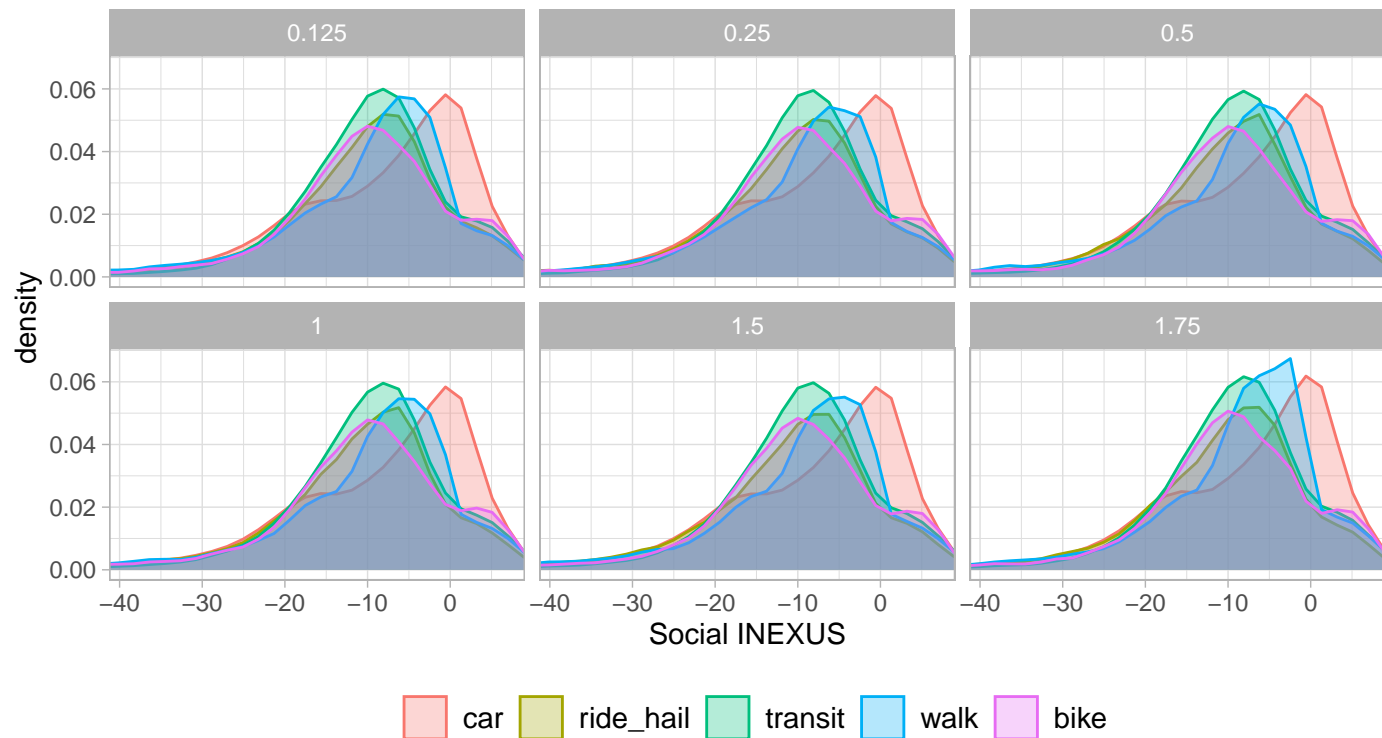 0.125 0.25 0.5
0.06
0.04
0.02
0.00
1 1.5 1.75
0.06
0.04
0.02
0.00
density
−40 −30 −20 −10 0 −40 −30 −20 −10 0 −40 −30 −20 −10 0
Social INEXUS
car ride_hail transit walk bike